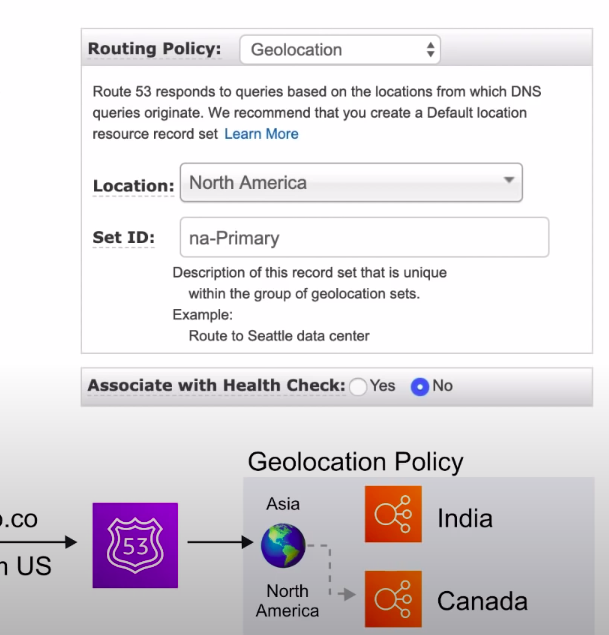 Routing Policy: Geolocation
Route 53 responds to queries based on the locations from which DNS
queries originate. We recommend that you create a Default location
resource record set Learn More
Location: North America
Set ID: na-Primary
Description of this record set that is unique
within the group of geolocation sets.
Example:
Route to Seattle data center
Associate with Health Check: Yes No
Geolocation Policy
Asia
India
.co
53
US
North
America
Canada